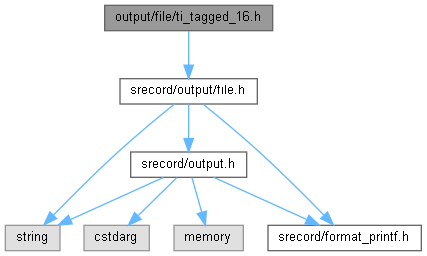 output/file/ti_tagged_16.h
srecord/output/file.h
srecord/output.h
string
cstdarg
memory
srecord/format_printf.h